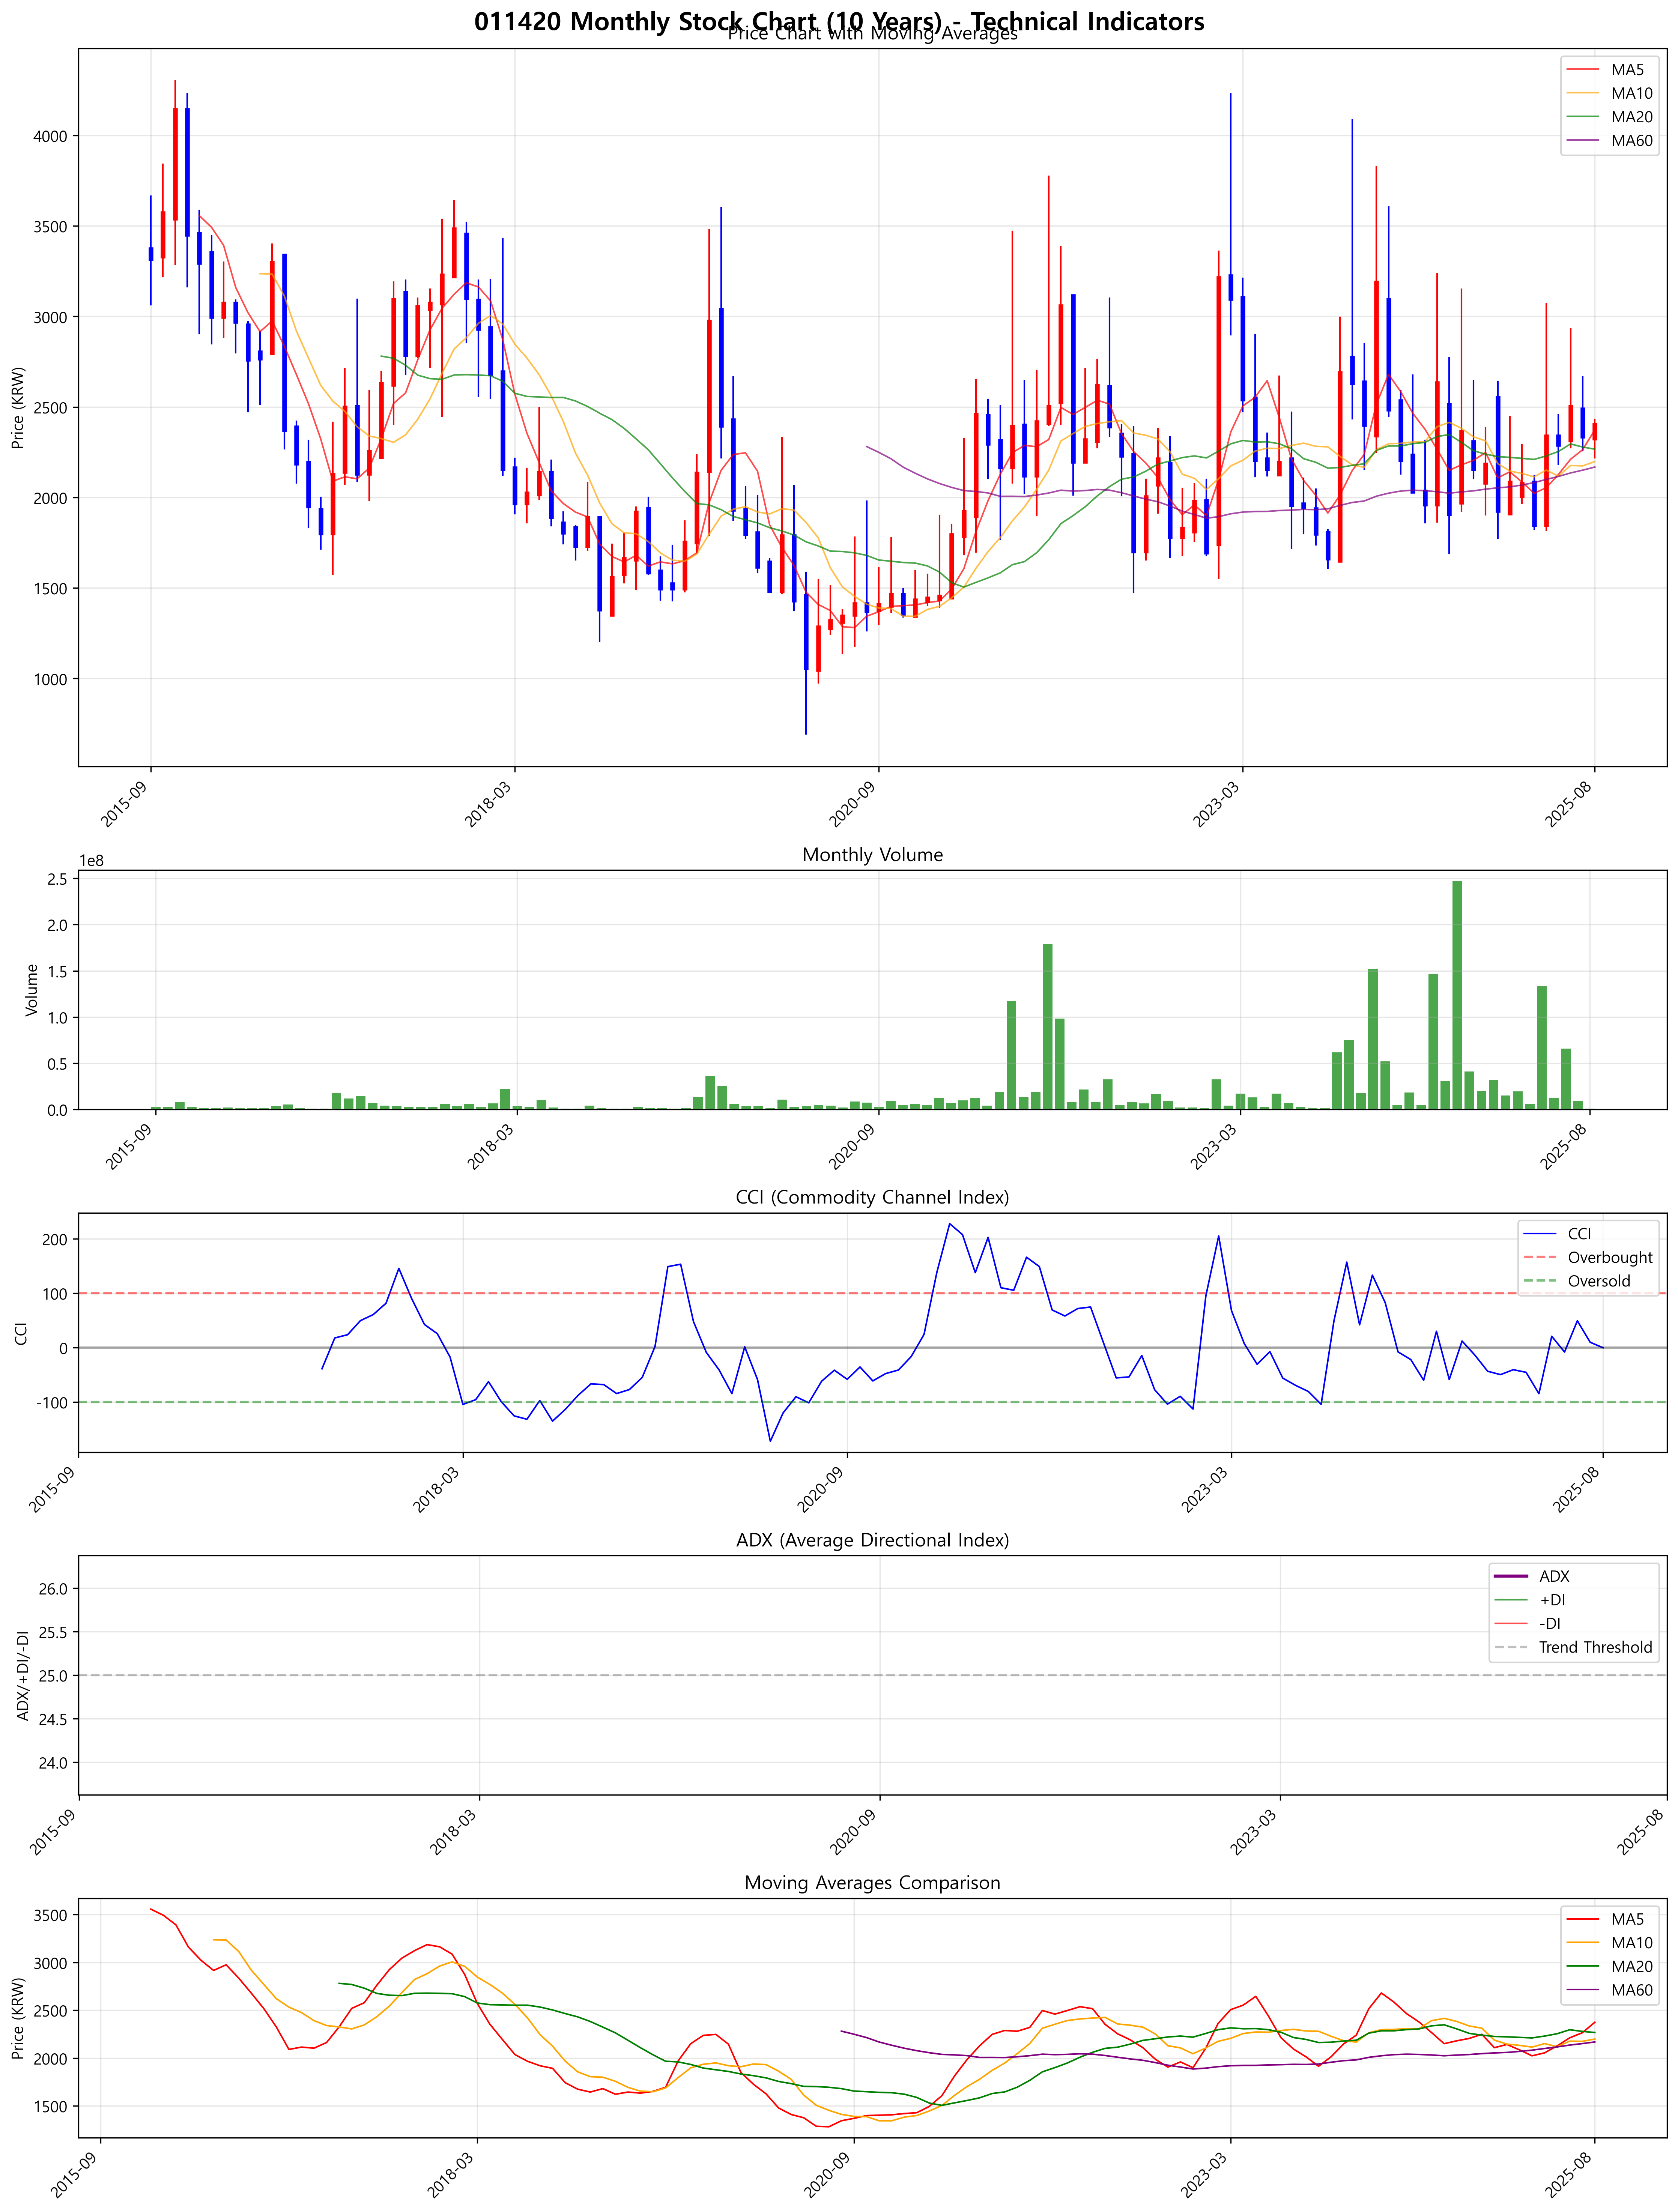 011420 Monthly Stock Chart (10 Years) - Technical Indicators
Price Chart with Moving Averages
MA5
MA10
MA20
MA60
Price (KRW)
4000
3500
3000
2500
2000
1500
1000
2015-09
2018-03
2020-09
2023-03
2025-08
Monthly Volume
1e8
Volume
2.5
2.0
1.5
1.0
0.5
0.0
2015-09
2018-03
2020-09
2023-03
2025-08
CCI (Commodity Channel Index)
CCI
Overbought
Oversold
CCI
200
100
0
-100
2015-09
2018-03
2020-09
2023-03
2025-08
ADX (Average Directional Index)
ADX
+DI
-DI
Trend Threshold
ADX/+DI/-DI
26.0
25.5
25.0
24.5
24.0
2015-09
2018-03
2020-09
2023-03
2025-08
Moving Averages Comparison
MA5
MA10
MA20
MA60
Price (KRW)
3500
3000
2500
2000
1500
2015-09
2018-03
2020-09
2023-03
2025-08